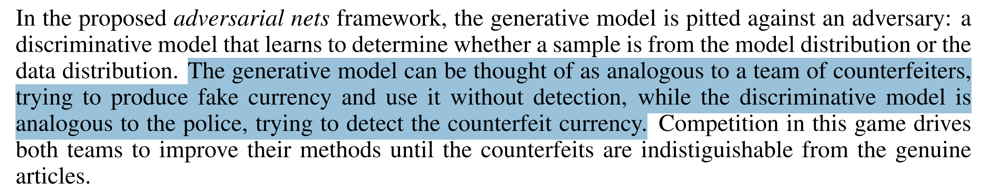 In the proposed adversarial nets framework, the generative model is pitted against an adversary: a
discriminative model that learns to determine whether a sample is from the model distribution or the
data distribution. The generative model can be thought of as analogous to a team of counterfeiters,
trying to produce fake currency and use it without detection, while the discriminative model is
analogous to the police, trying to detect the counterfeit currency. Competition in this game drives
both teams to improve their methods until the counterfeits are indistiguishable from the genuine
articles.